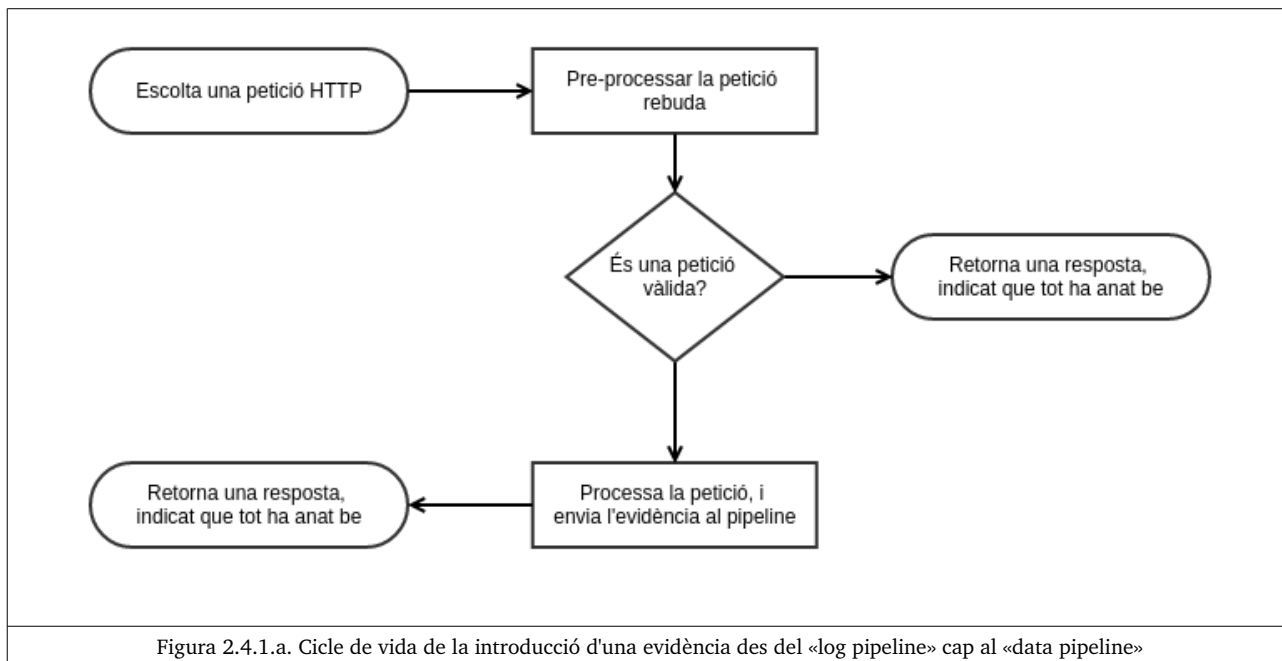 Escolta una petició HTTP
Pre-processar la petició
rebuda
És una petició
vàlida?
Retorna una resposta,
indicat que tot ha anat be
Processa la petició, i
envia l'evidència al pipeline
Retorna una resposta,
indicat que tot ha anat be
Figura 2.4.1.a. Cicle de vida de la introducció d'una evidència des del «log pipeline» cap al «data pipeline»